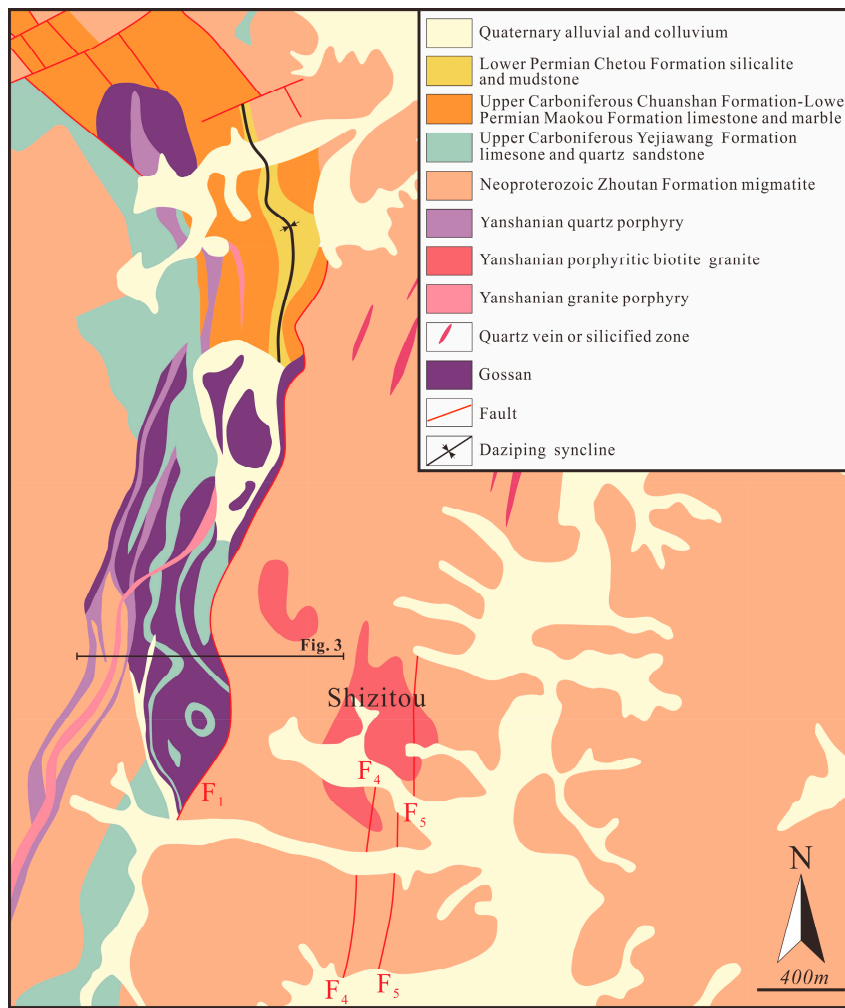 Quaternary alluvial and colluvium
Lower Permian Chetou Formation silicalite
and mudstone
Upper Carboniferous Chuanshan Formation-Lowe
Permian Maokou Formation limestone and marble
Upper Carboniferous Yejiawang Formation
limesone and quartz sandstone
Neoproterozoic Zhoutan Formation migmatite
Yanshanian quartz porphyry
Yanshanian porphyritic biotite granite
Yanshanian granite porphyry
Quartz vein or silicified zone
Gossan
Fault
Daziping syncline
Fig. 3
Shizitou
F4
F1
F5
N
400m
F4
F5